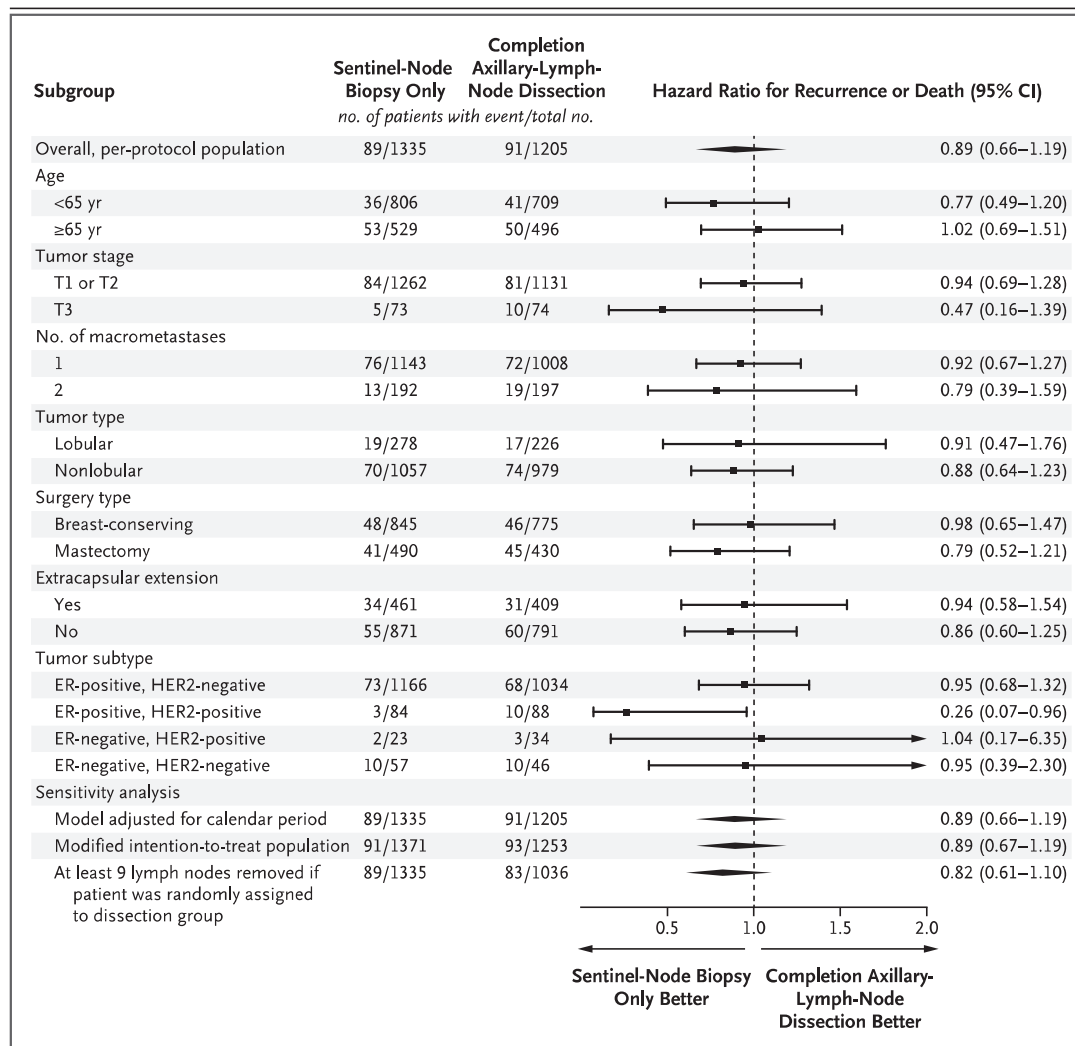 Subgroup Sentinel-Node Biopsy Only Completion Axillary-Lymph-Node Dissection Hazard Ratio for Recurrence or Death (95% CI)
no. of patients with event/total no.
Overall, per-protocol population 89/1335 91/1205 0.89 (0.66–1.19)
Age
<65 yr 36/806 41/709 0.77 (0.49–1.20)
≥65 yr 53/529 50/496 1.02 (0.69–1.51)
Tumor stage
T1 or T2 84/1262 81/1131 0.94 (0.69–1.28)
T3 5/73 10/74 0.47 (0.16–1.39)
No. of macrometastases
1 76/1143 72/1008 0.92 (0.67–1.27)
2 13/192 19/197 0.79 (0.39–1.59)
Tumor type
Lobular 19/278 17/226 0.91 (0.47–1.76)
Nonlobular 70/1057 74/979 0.88 (0.64–1.23)
Surgery type
Breast-conserving 48/845 46/775 0.98 (0.65–1.47)
Mastectomy 41/490 45/430 0.79 (0.52–1.21)
Extracapsular extension
Yes 34/461 31/409 0.94 (0.58–1.54)
No 55/871 60/791 0.86 (0.60–1.25)
Tumor subtype
ER-positive, HER2-negative 73/1166 68/1034 0.95 (0.68–1.32)
ER-positive, HER2-positive 3/84 10/88 0.26 (0.07–0.96)
ER-negative, HER2-positive 2/23 3/34 1.04 (0.17–6.35)
ER-negative, HER2-negative 10/57 10/46 0.95 (0.39–2.30)
Sensitivity analysis
Model adjusted for calendar period 89/1335 91/1205 0.89 (0.66–1.19)
Modified intention-to-treat population 91/1371 93/1253 0.89 (0.67–1.19)
At least 9 lymph nodes removed if 89/1335 83/1036 0.82 (0.61–1.10)
patient was randomly assigned
to dissection group
0.5 1.0 1.5 2.0
Sentinel-Node Biopsy Completion Axillary-
Only Better Lymph-Node
Dissection Better